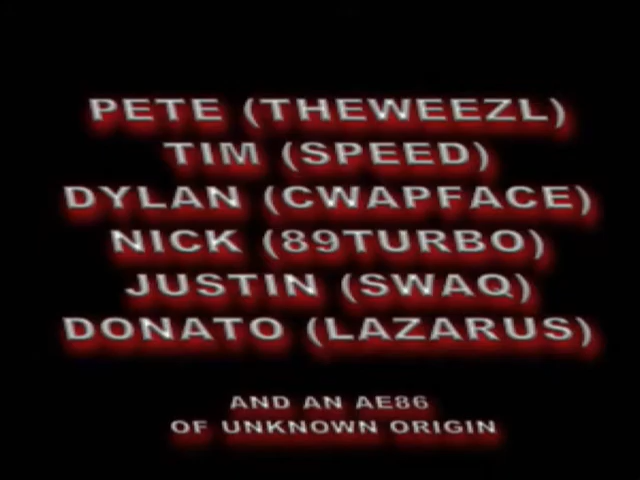 PETE (THEWEEZL)
TIM (SPEED)
DYLAN (CWAPFACE)
NICK (89TURBO)
JUSTIN (SWAQ)
DONATO (LAZARUS)
AND AN AE86
OF UNKNOWN ORIGIN